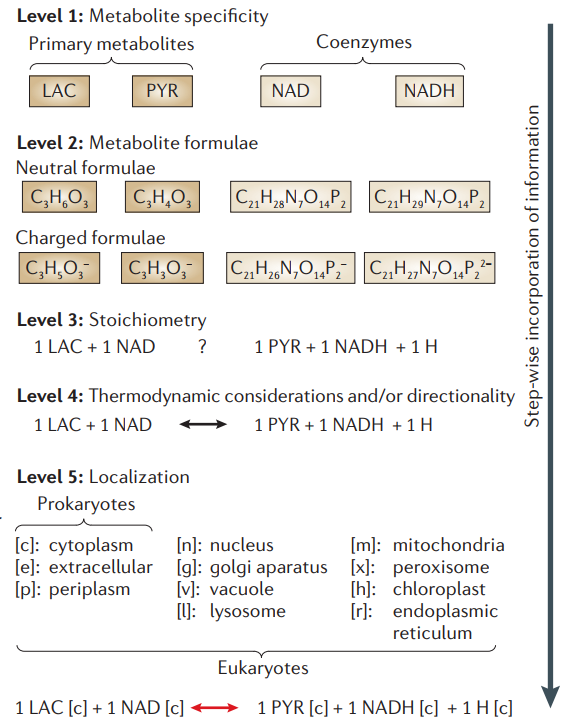 Level 1: Metabolite specificity
Primary metabolites
Coenzymes
LAC PYR NAD NADH
Level 2: Metabolite formulae
Neutral formulae
C₃H₆O₃ C₃H₄O₃ C₂₁H₂₈N₇O₁₄P₂ C₂₁H₂₉N₇O₁₄P₂
Charged formulae
C₃H₅O₃⁻ C₃H₃O₃⁻ C₂₁H₂₆N₇O₁₄P₂⁻ C₂₁H₂₇N₇O₁₄P₂²⁻
Level 3: Stoichiometry
1 LAC + 1 NAD ? 1 PYR + 1 NADH + 1 H
Level 4: Thermodynamic considerations and/or directionality
1 LAC + 1 NAD ⟷ 1 PYR + 1 NADH + 1 H
Level 5: Localization
Prokaryotes
[c]: cytoplasm [n]: nucleus [m]: mitochondria
[e]: extracellular [g]: golgi aparatus [x]: peroxisome
[p]: periplasm [v]: vacuole [h]: chloroplast
[l]: lysosome [r]: endoplasmic
reticulum
Eukaryotes
1 LAC [c] + 1 NAD [c] ⟷ 1 PYR [c] + 1 NADH [c] + 1 H [c]
Step-wise incorporation of information